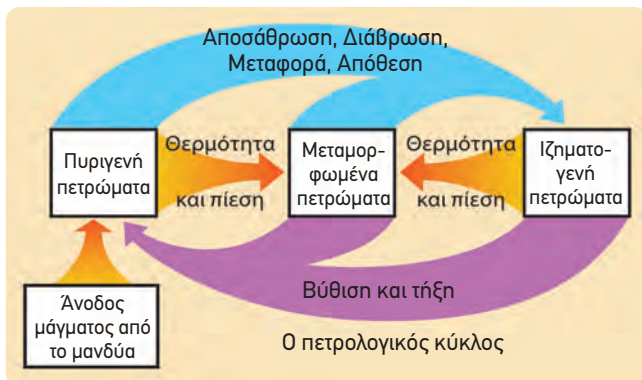 Αποσάθρωση, Διάβρωση,
Μεταφορά, Απόθεση
Πυριγενή
πετρώματα
Θερμότητα
και πίεση
Μεταμορ-
φωμένα
πετρώματα
Θερμότητα
και πίεση
Ιζηματο-
γενή
πετρώματα
Άνοδος
μάγματος από
το μανδύα
Βύθιση και τήξη
Ο πετρολογικός κύκλος